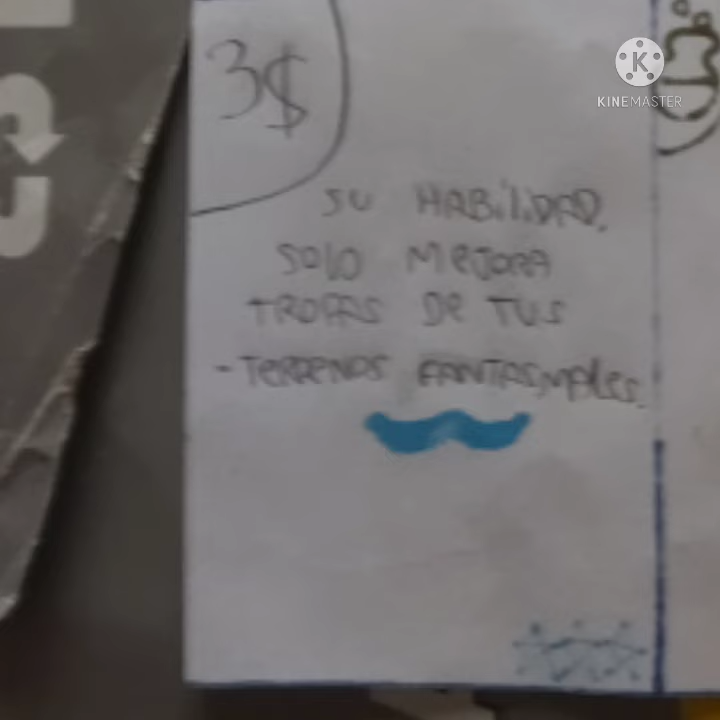 3$
KINEMASTER
SU HABILIDAD,
SOLO MEJORA
TROPAS DE TUS
-TERRENOS FANTASMALES.